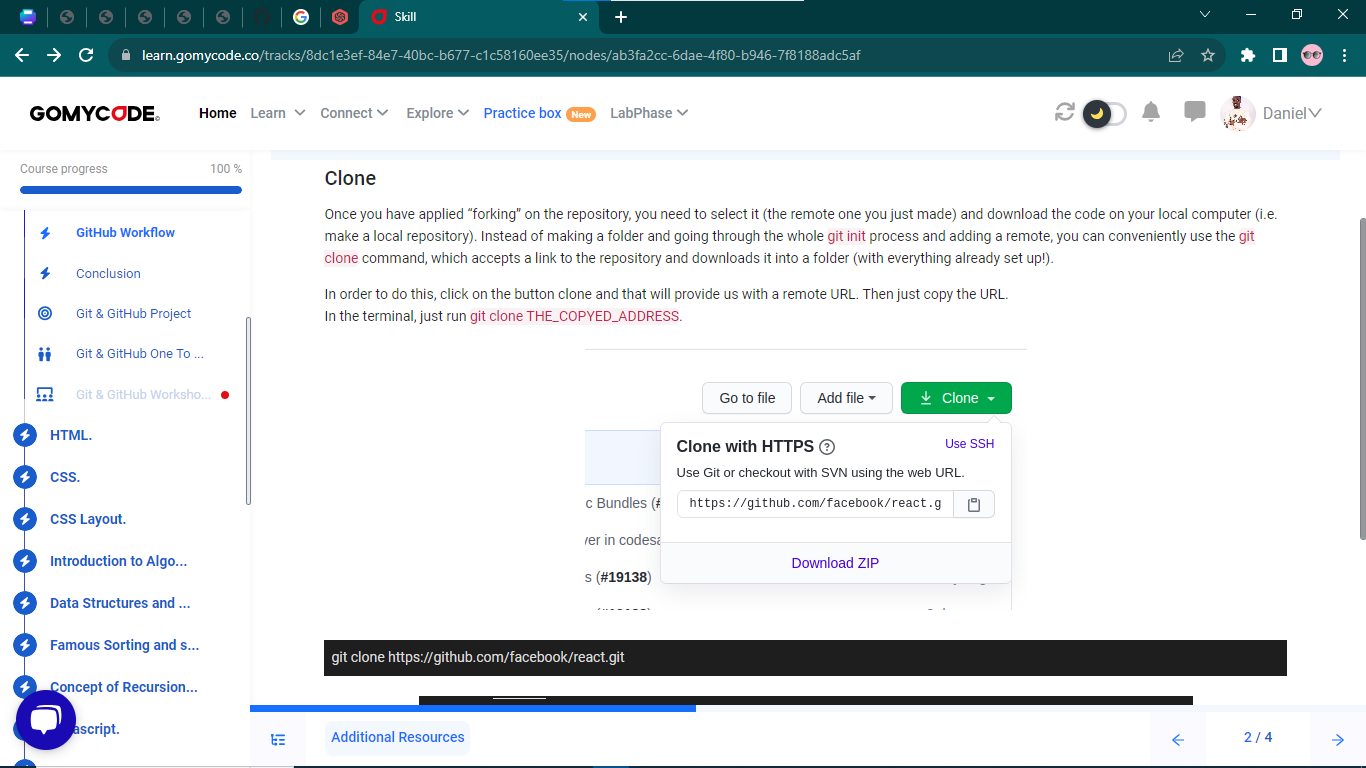 Skill
learn.gomycode.co/tracks/8dc1e3ef-84e7-40bc-b677-c1c58160ee35/nodes/ab3fa2cc-6dae-4f80-b946-7f8188adc5af
GOMYCODE
Home Learn Connect Explore Practice box New LabPhase Daniel
Course progress 100 %
GitHub Workflow
Conclusion
Git & GitHub Project
Git & GitHub One To ...
Git & GitHub Worksho...
HTML.
CSS.
CSS Layout.
Introduction to Algo...
Data Structures and ...
Famous Sorting and s...
Concept of Recursion...
ascript.
Clone
Once you have applied “forking” on the repository, you need to select it (the remote one you just made) and download the code on your local computer (i.e.
make a local repository). Instead of making a folder and going through the whole git init process and adding a remote, you can conveniently use the git
clone command, which accepts a link to the repository and downloads it into a folder (with everything already set up!).
In order to do this, click on the button clone and that will provide us with a remote URL. Then just copy the URL.
In the terminal, just run git clone THE_COPYED_ADDRESS.
Go to file Add file Clone
Clone with HTTPS ? Use SSH
Use Git or checkout with SVN using the web URL.
https://github.com/facebook/react.g
c Bundles (#
ver in codesa
s (#19138)
Download ZIP
git clone https://github.com/facebook/react.git
Additional Resources
2 / 4